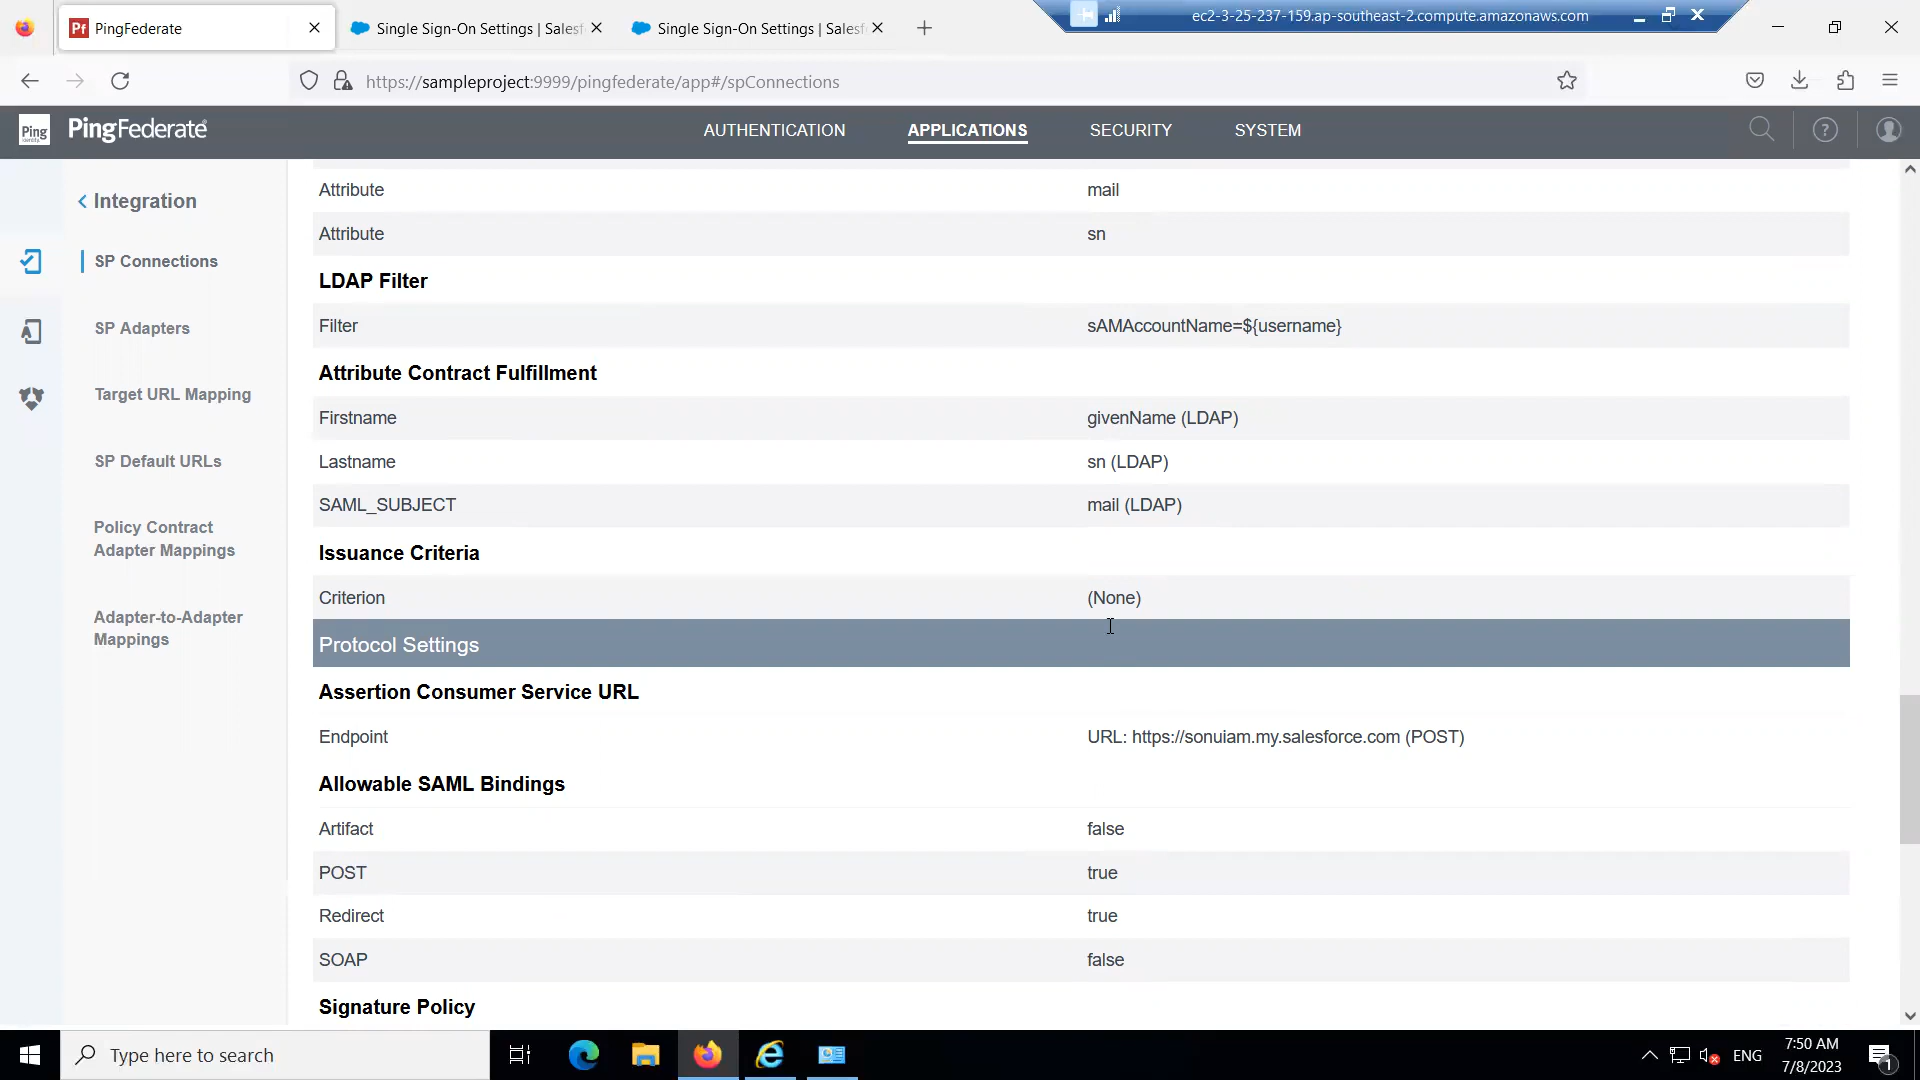 PingFederate
Single Sign-On Settings | Salesf
Single Sign-On Settings | Salesf
ec2-3-25-237-159.ap-southeast-2.compute.amazonaws.com
https://sampleproject:9999/pingfederate/app#/spConnections
Ping
PingFederate
AUTHENTICATION
APPLICATIONS
SECURITY
SYSTEM
Integration
SP Connections
SP Adapters
Target URL Mapping
SP Default URLs
Policy Contract
Adapter Mappings
Adapter-to-Adapter
Mappings
Attribute mail
Attribute sn
LDAP Filter
Filter sAMAccountName=${username}
Attribute Contract Fulfillment
Firstname givenName (LDAP)
Lastname sn (LDAP)
SAML_SUBJECT mail (LDAP)
Issuance Criteria
Criterion (None)
Protocol Settings
Assertion Consumer Service URL
Endpoint URL: https://sonuiam.my.salesforce.com (POST)
Allowable SAML Bindings
Artifact false
POST true
Redirect true
SOAP false
Signature Policy
Type here to search
ENG
7:50 AM
7/8/2023
1